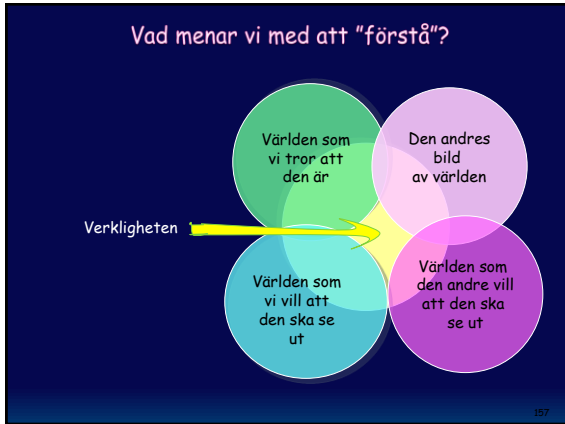 Vad menar vi med att ”förstå”?
Världen som
vi tror att
den är
Den andres
bild
av världen
Verkligheten
Världen som
vi vill att
den ska se
ut
Världen som
den andre vill
att den ska
se ut
157